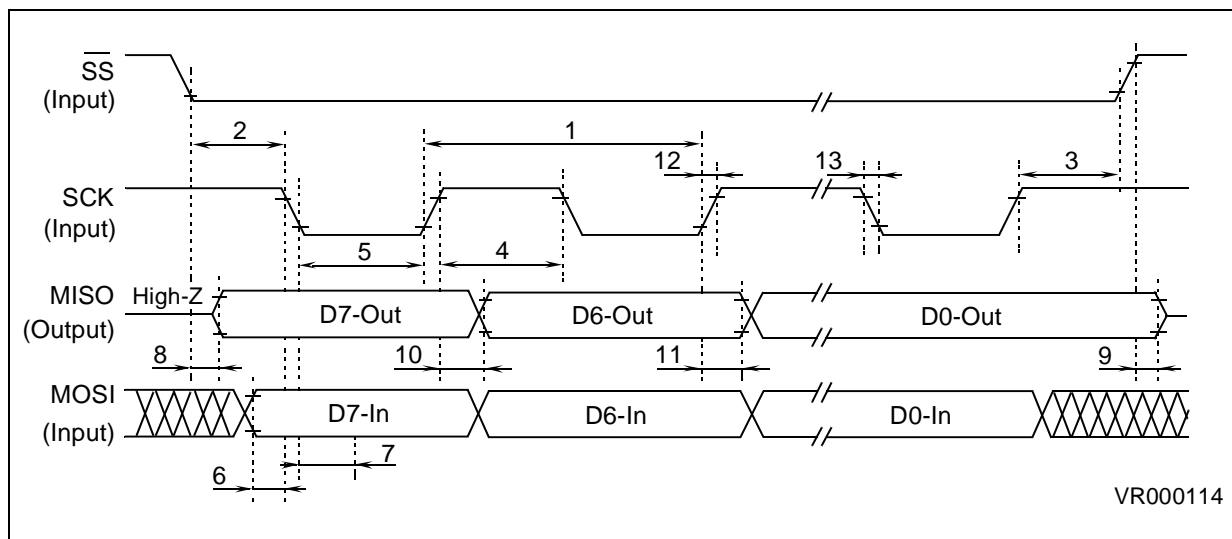 SS
(Input)
2
1
12
13
3
SCK
(Input)
5
4
MISO
(Output)
High-Z
D7-Out
D6-Out
D0-Out
8
10
11
9
MOSI
(Input)
D7-In
D6-In
D0-In
7
6
VR000114